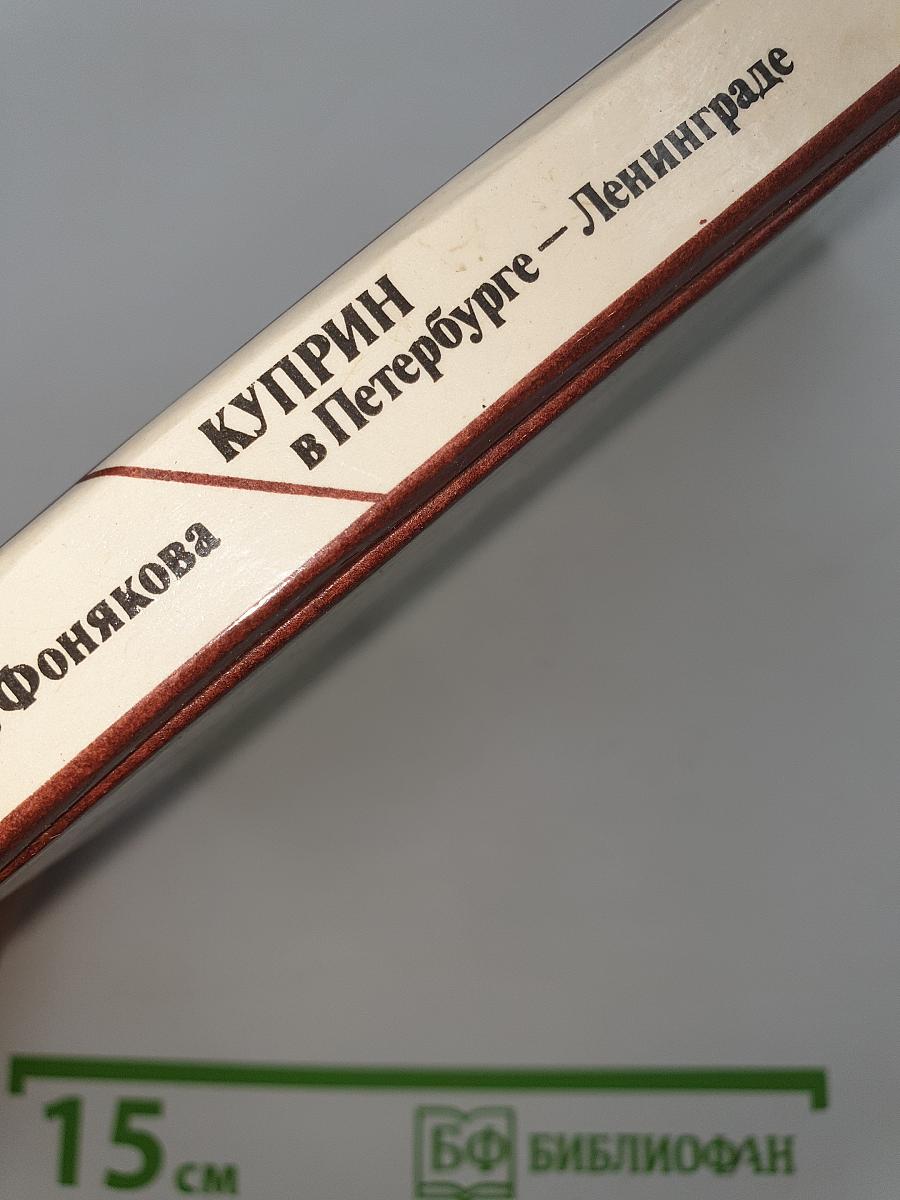 Фонякова
КУПРИН
в Петербурге — Ленинграде
15 см
БФ БИБЛИОФАН